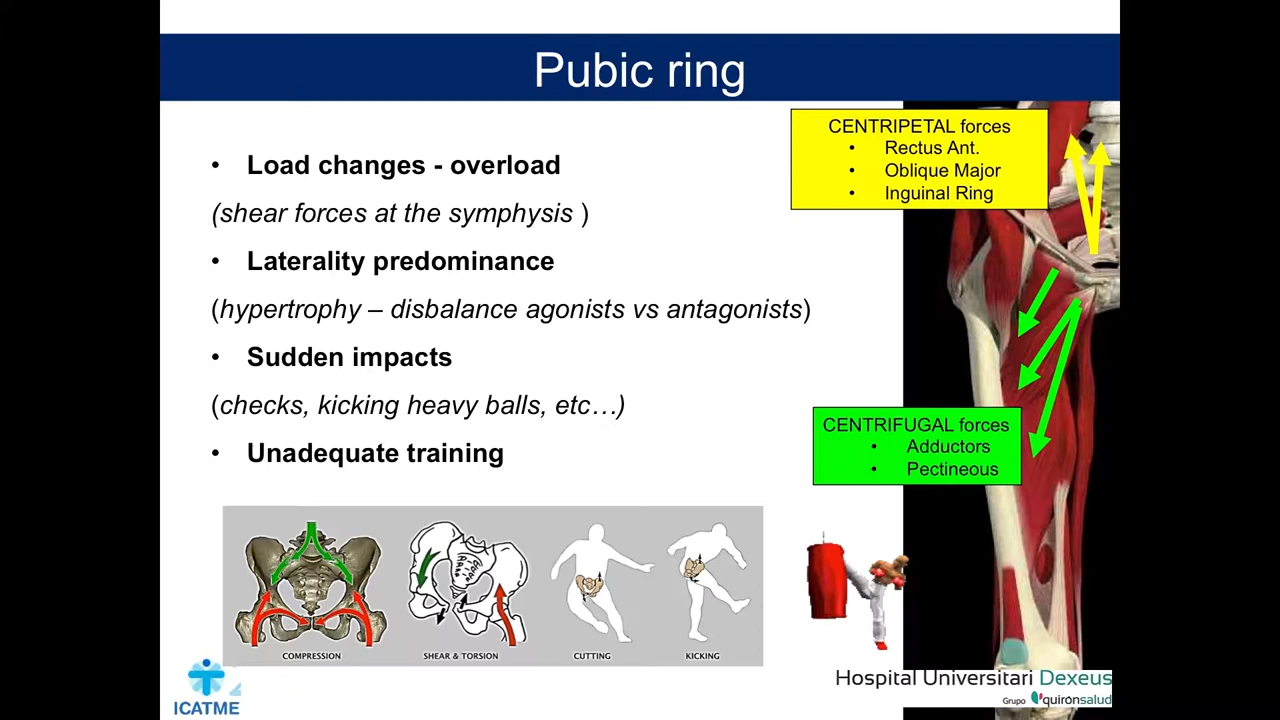 Pubic ring
• Load changes - overload
(shear forces at the symphysis )
• Laterality predominance
(hypertrophy – disbalance agonists vs antagonists)
• Sudden impacts
(checks, kicking heavy balls, etc…)
• Unadequate training
CENTRIPETAL forces
• Rectus Ant.
• Oblique Major
• Inguinal Ring
CENTRIFUGAL forces
• Adductors
• Pectineous
COMPRESSION
SHEAR & TORSION
CUTTING
KICKING
ICATME
Hospital Universitari Dexeus
Grupo quirónsalud